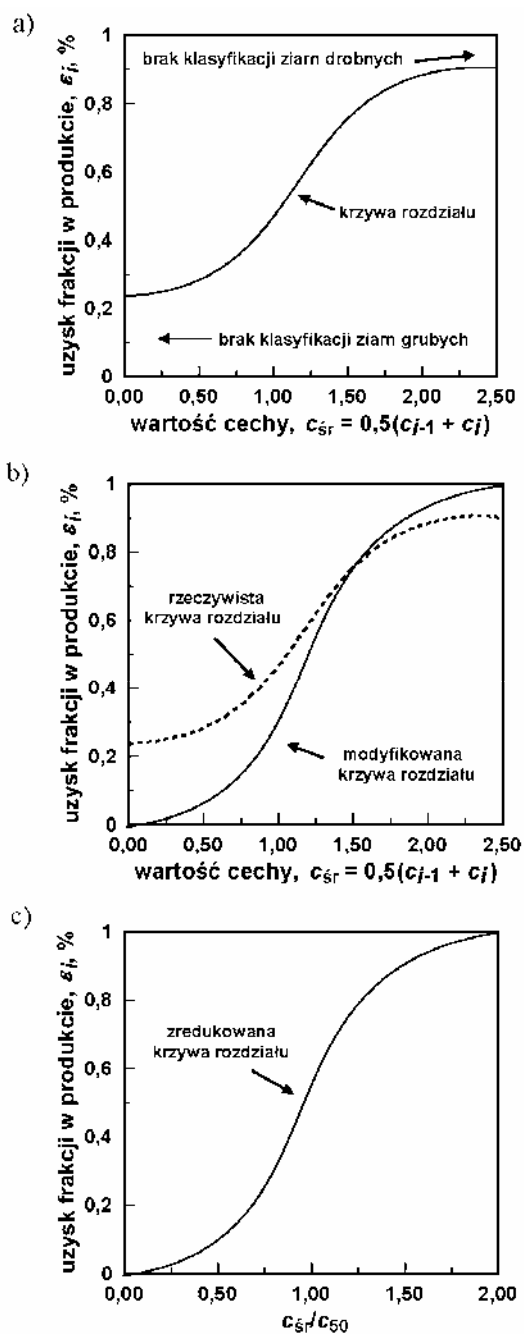 a)
uzysk frakcji w produkcie, εi, %
1
0,8
0,6
0,4
0,2
0
brak klasyfikacji ziarn drobnych
krzywa rozdziału
brak klasyfikacji ziarn grubych
0,00 0,50 1,00 1,50 2,00 2,50
wartość cechy, cśr = 0,5(ci-1 + ci)
b)
uzysk frakcji w produkcie, εi, %
1
0,8
0,6
0,4
0,2
0
rzeczywista
krzywa rozdziału
modyfikowana
krzywa rozdziału
0,00 0,50 1,00 1,50 2,00 2,50
wartość cechy, cśr = 0,5(ci-1 + ci)
c)
uzysk frakcji w produkcie, εi, %
1
0,8
0,6
0,4
0,2
0
zredukowana
krzywa rozdziału
0,00 0,50 1,00 1,50 2,00
cśr/c50